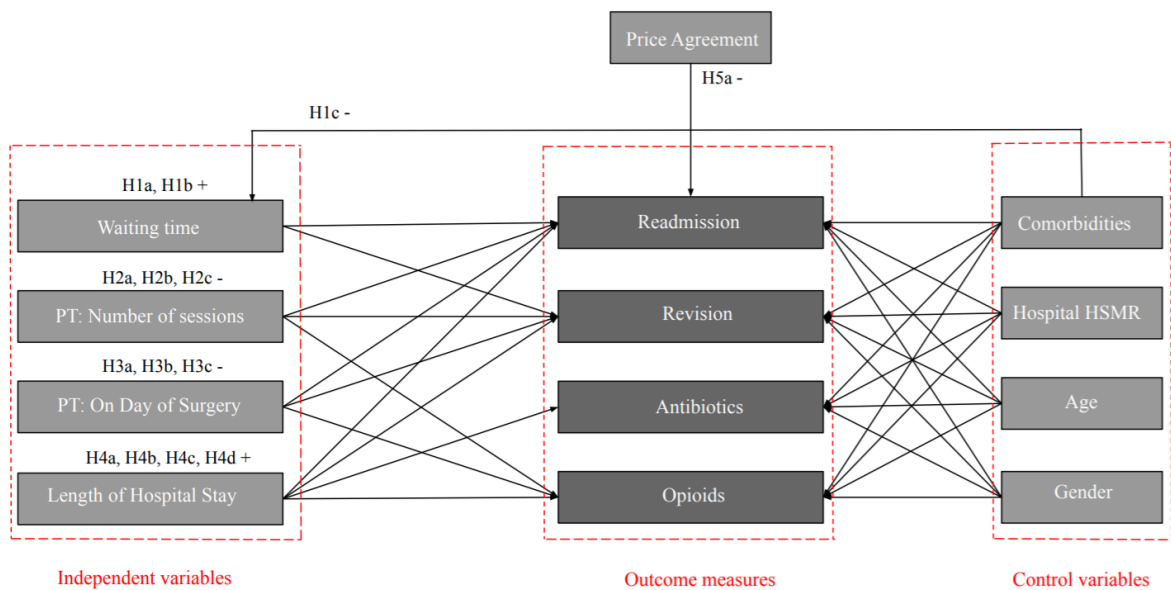 Price Agreement
H5a -
H1c -
H1a, H1b +
Waiting time
H2a, H2b, H2c -
PT: Number of sessions
H3a, H3b, H3c -
PT: On Day of Surgery
H4a, H4b, H4c, H4d +
Length of Hospital Stay
Readmission
Revision
Antibiotics
Opioids
Comorbidities
Hospital HSMR
Age
Gender
Independent variables
Outcome measures
Control variables